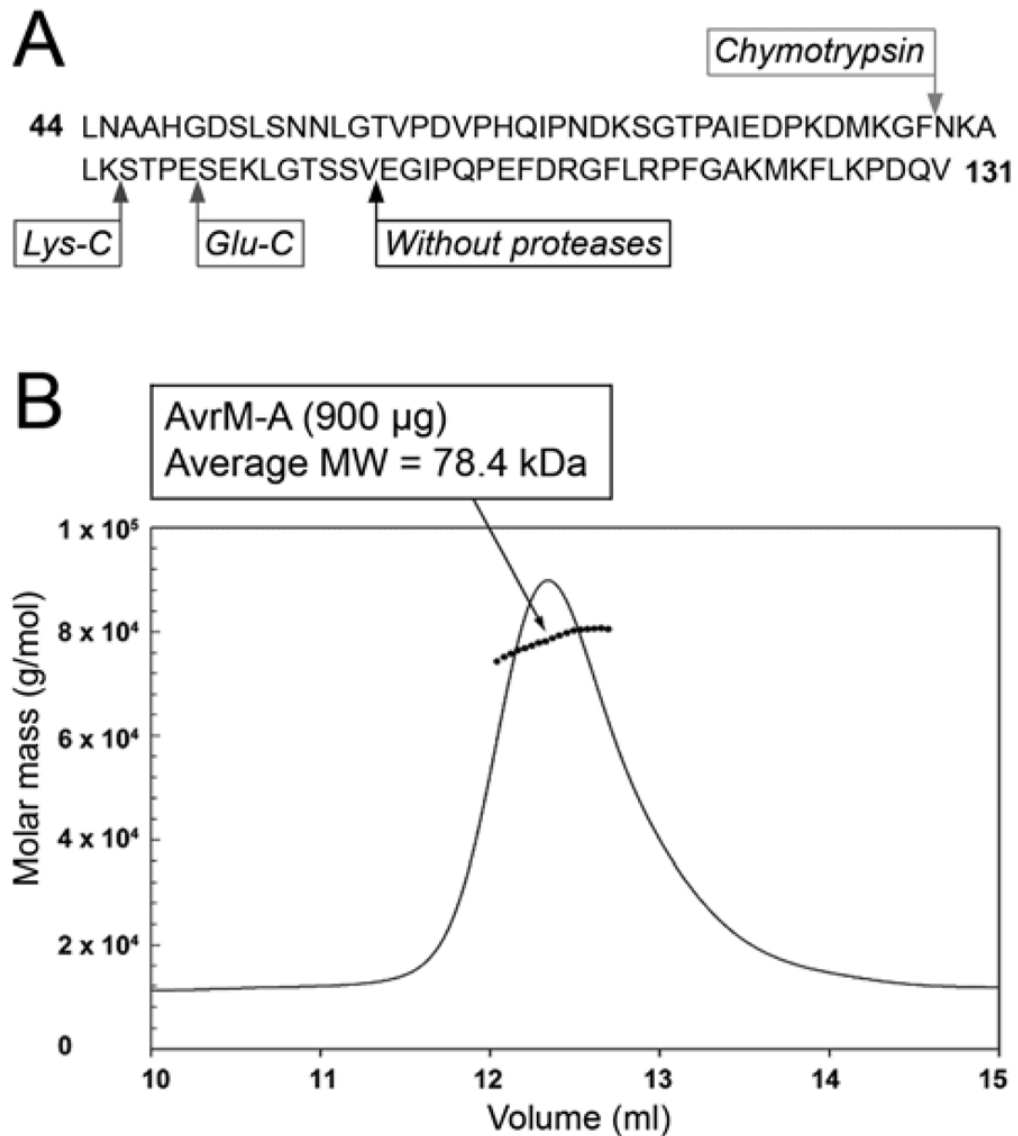 A
Chymotrypsin
44 LNAAHGDSLSNNLGTVPDVPHQIPNDKSGTPAIEDPKDMKGFNKA
LKSTPESEKLGTSSVEGIPQPEFDRGFLRPFGAKMKFLKPDQV 131
Lys-C Glu-C Without proteases
B
AvrM-A (900 µg)
Average MW = 78.4 kDa
1 x 10⁵
8 x 10⁴
6 x 10⁴
4 x 10⁴
2 x 10⁴
0
Molar mass (g/mol)
10 11 12 13 14 15
Volume (ml)